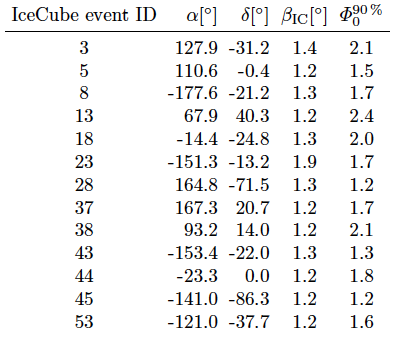 IceCube event ID α[°] δ[°] β_IC[°] Φ_0^90 %
3 127.9 -31.2 1.4 2.1
5 110.6 -0.4 1.2 1.5
8 -177.6 -21.2 1.3 1.7
13 67.9 40.3 1.2 2.4
18 -14.4 -24.8 1.3 2.0
23 -151.3 -13.2 1.9 1.7
28 164.8 -71.5 1.3 1.2
37 167.3 20.7 1.2 1.7
38 93.2 14.0 1.2 2.1
43 -153.4 -22.0 1.3 1.3
44 -23.3 0.0 1.2 1.8
45 -141.0 -86.3 1.2 1.2
53 -121.0 -37.7 1.2 1.6